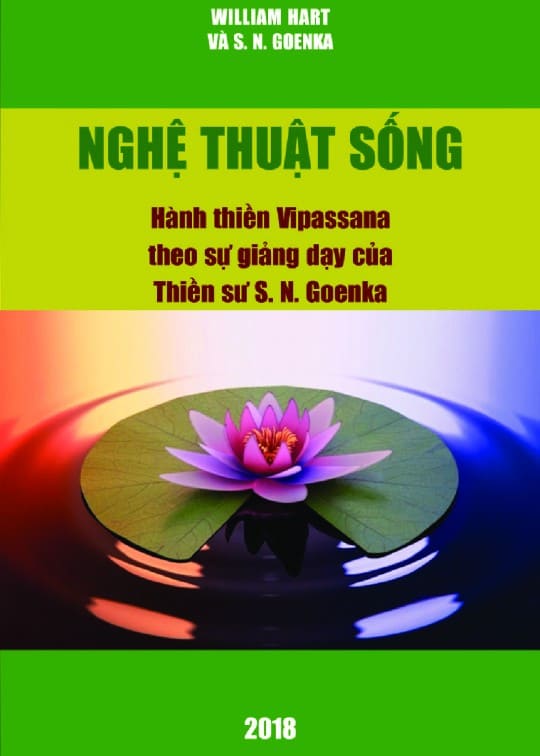 WILLIAM HART
VÀ S. N. GOENKA
NGHỆ THUẬT SỐNG
Hành thiền Vipassana
theo sự giảng dạy của
Thiền sư S. N. Goenka
2018